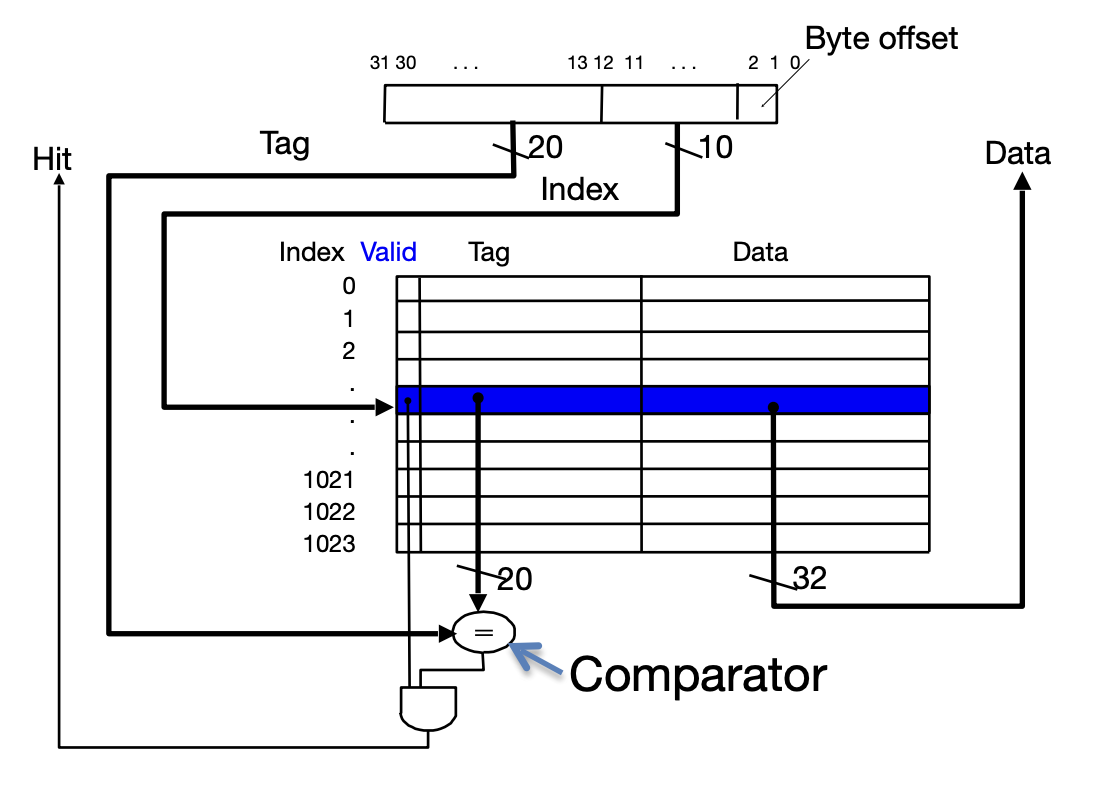 Byte offset
31 30 ... 13 12 11 ... 2 1 0
Tag 20 10
Hit Data
Index
Index Valid Tag Data
0
1
2
.
.
.
1021
1022
1023
20 32
=
Comparator